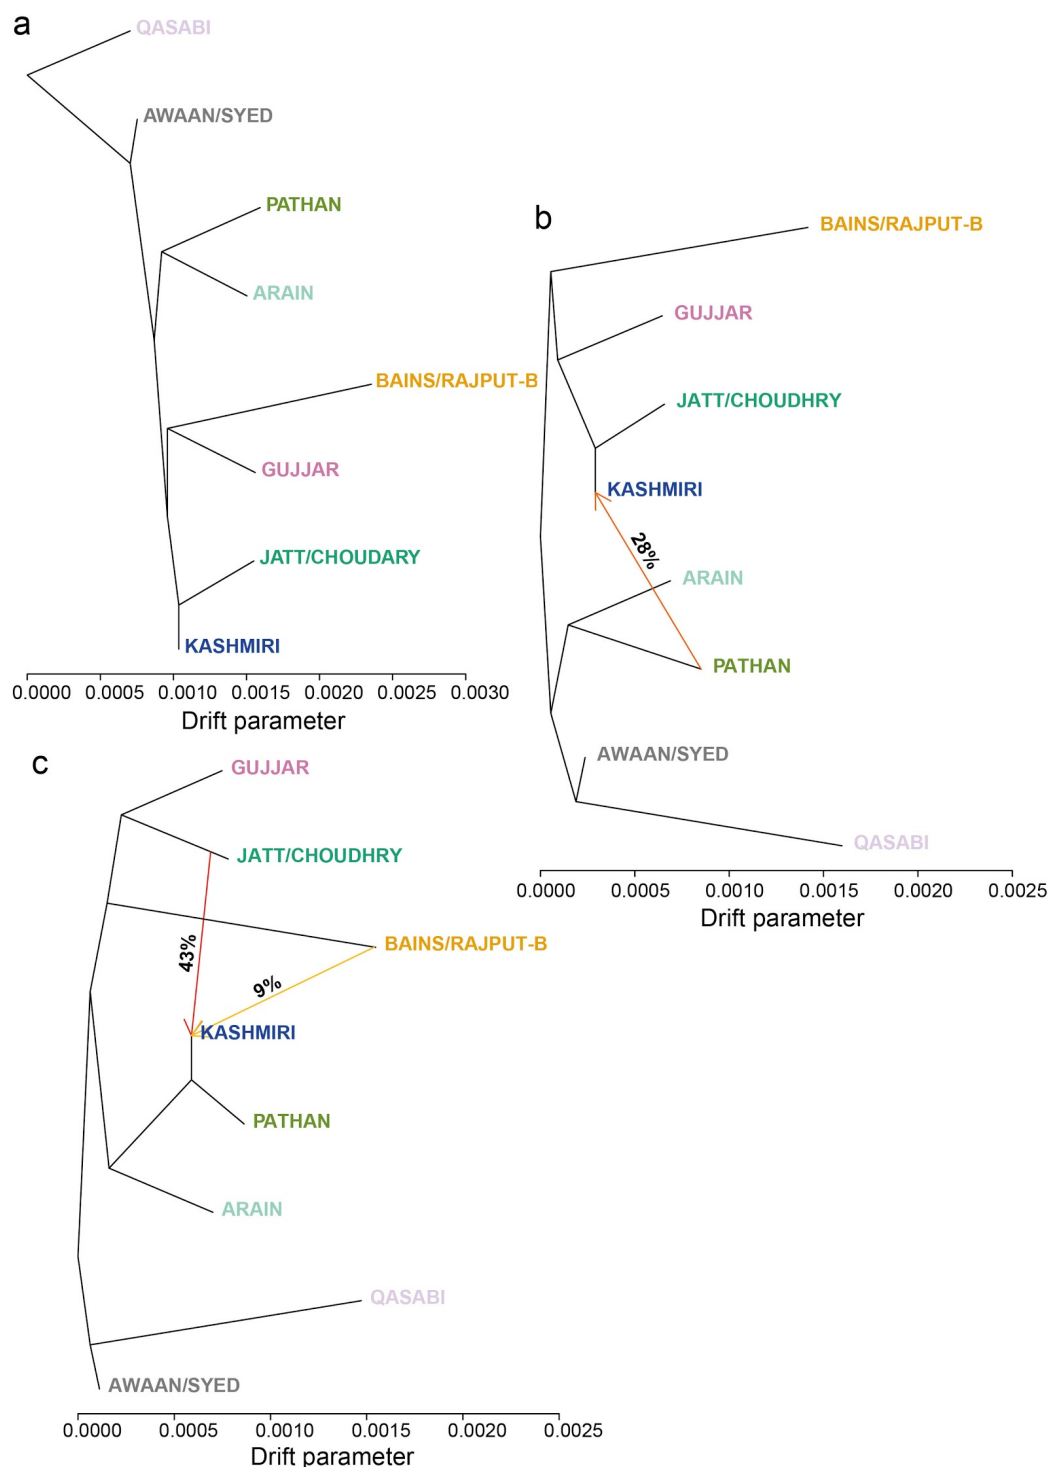 a
QASABI
AWAAN/SYED
PATHAN
ARAIN
BAINS/RAJPUT-B
GUJJAR
JATT/CHOUDARY
KASHMIRI
0.0000 0.0005 0.0010 0.0015 0.0020 0.0025 0.0030
Drift parameter
b
BAINS/RAJPUT-B
GUJJAR
JATT/CHOUDHRY
KASHMIRI
28%
ARAIN
PATHAN
AWAAN/SYED
QASABI
0.0000 0.0005 0.0010 0.0015 0.0020 0.0025
Drift parameter
c
GUJJAR
JATT/CHOUDHRY
43%
BAINS/RAJPUT-B
9%
KASHMIRI
PATHAN
ARAIN
QASABI
AWAAN/SYED
0.0000 0.0005 0.0010 0.0015 0.0020 0.0025
Drift parameter